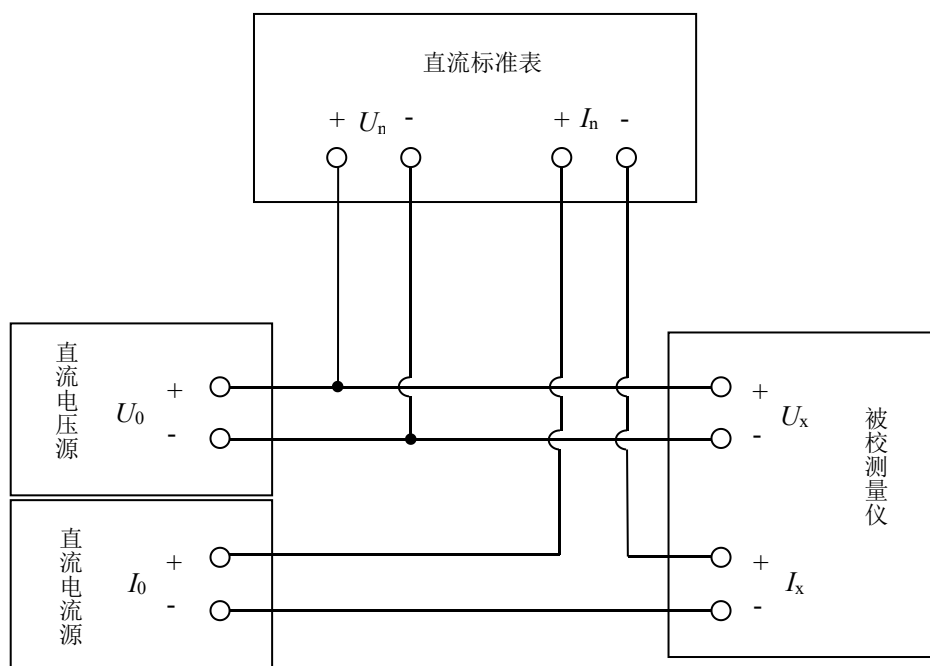 直流标准表
+ Un - + In -
直流电压源
+
U0
-
直流电流源
+
I0
-
+
Ux
-
被校测量仪
+
Ix
-